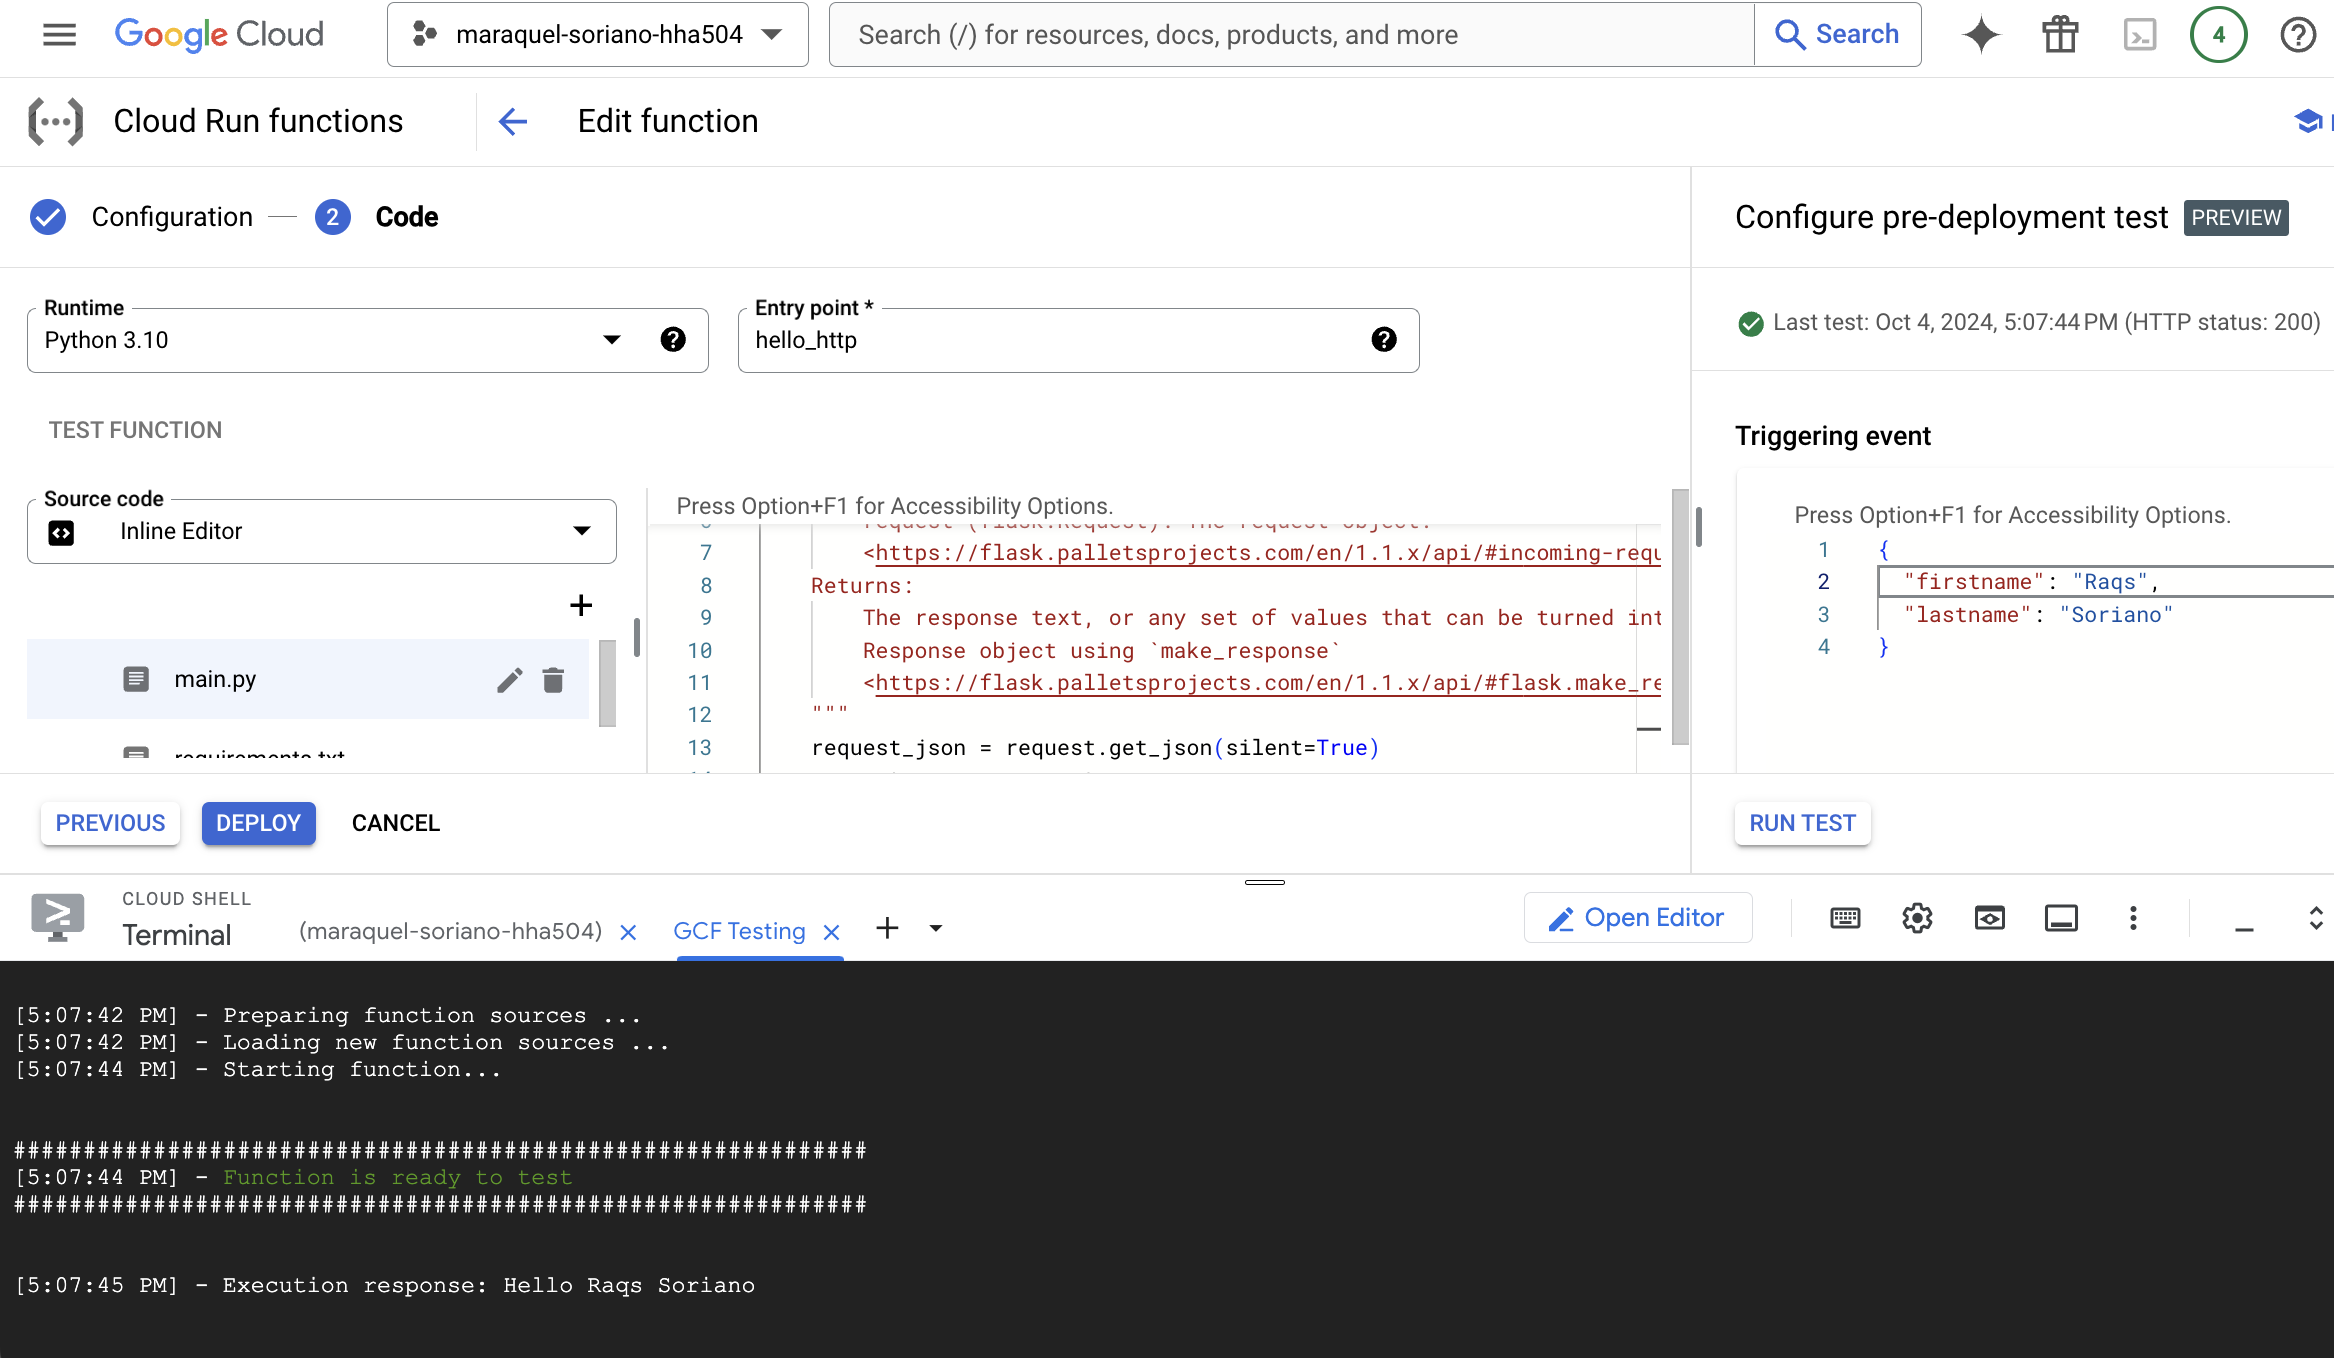 Google Cloud
maraquel-soriano-hha504
Search (/) for resources, docs, products, and more
Search
4
Cloud Run functions
Edit function
Configuration
2
Code
Configure pre-deployment test
PREVIEW
Runtime
Python 3.10
Entry point *
hello_http
Last test: Oct 4, 2024, 5:07:44 PM (HTTP status: 200)
TEST FUNCTION
Triggering event
Source code
Inline Editor
main.py
requirements.txt
Press Option+F1 for Accessibility Options.
request (flask.Request): The request object.
7 <https://flask.palletsprojects.com/en/1.1.x/api/#incoming-requ
8 Returns:
9 The response text, or any set of values that can be turned int
10 Response object using `make_response`
11 <https://flask.palletsprojects.com/en/1.1.x/api/#flask.make_re
12 """
13 request_json = request.get_json(silent=True)
Press Option+F1 for Accessibility Options.
1 {
2 "firstname": "Raqs",
3 "lastname": "Soriano"
4 }
PREVIOUS
DEPLOY
CANCEL
RUN TEST
CLOUD SHELL
Terminal
(maraquel-soriano-hha504)
GCF Testing
Open Editor
[5:07:42 PM] - Preparing function sources ...
[5:07:42 PM] - Loading new function sources ...
[5:07:44 PM] - Starting function...
#############################################################
[5:07:44 PM] - Function is ready to test
#############################################################
[5:07:45 PM] - Execution response: Hello Raqs Soriano